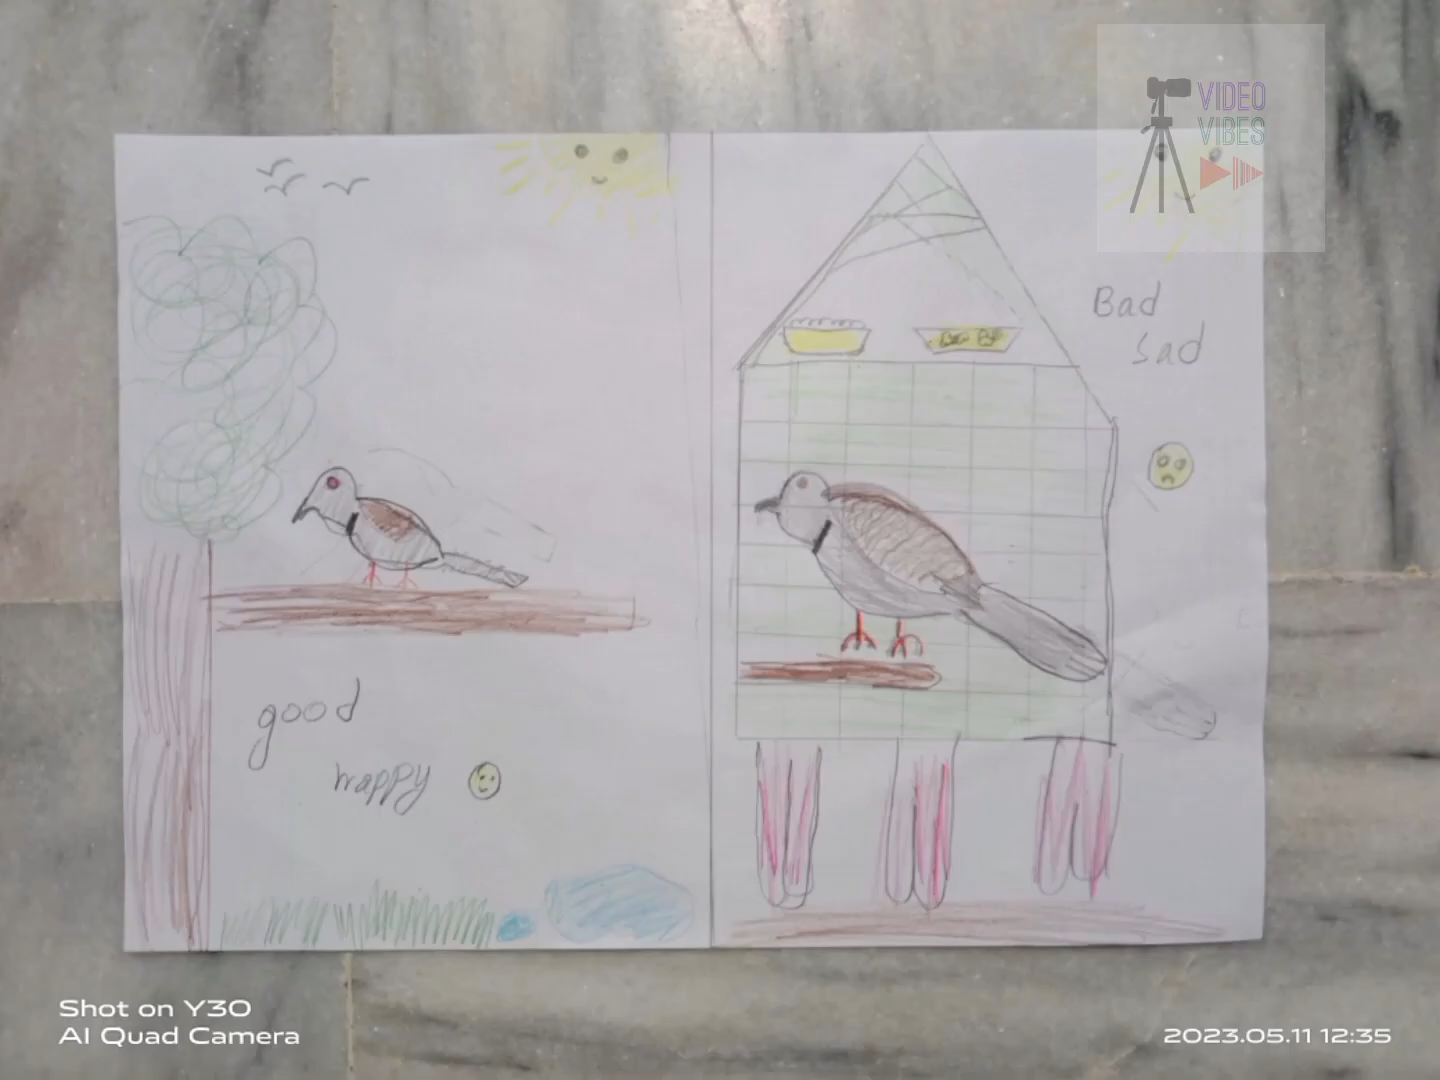 VIDEO
VIBES
Bad
Sad
good
happy
Shot on Y30
AI Quad Camera
2023.05.11 12:35